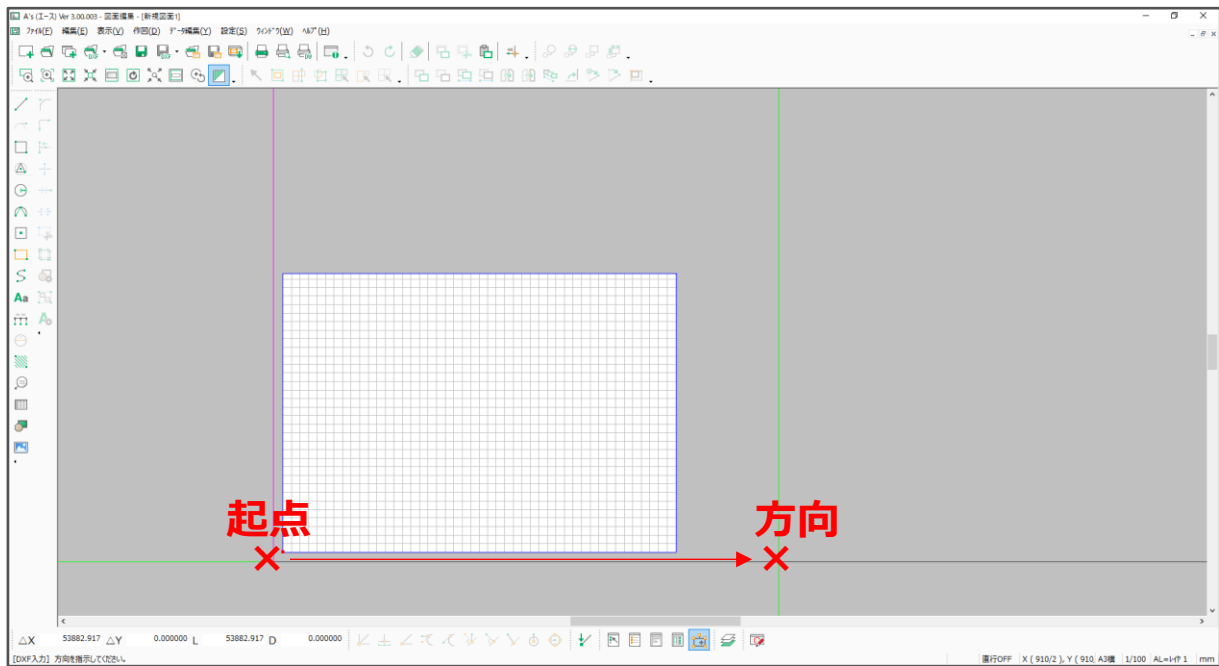 A's (エース) Ver 3.00.003 - 図面編集 - [新規図面1]
ファイル(F) 編集(E) 表示(V) 作図(D) データ編集(Y) 設定(S) ウィンドウ(W) ヘルプ(H)
Aa
起点
方向
△X 53882.917 △Y 0.000000 L 53882.917 D 0.000000
[DXF入力] 方向を指示してください。
直行OFF X ( 910/2 ), Y ( 910 A3横 1/100 AL=レイヤ 1 mm